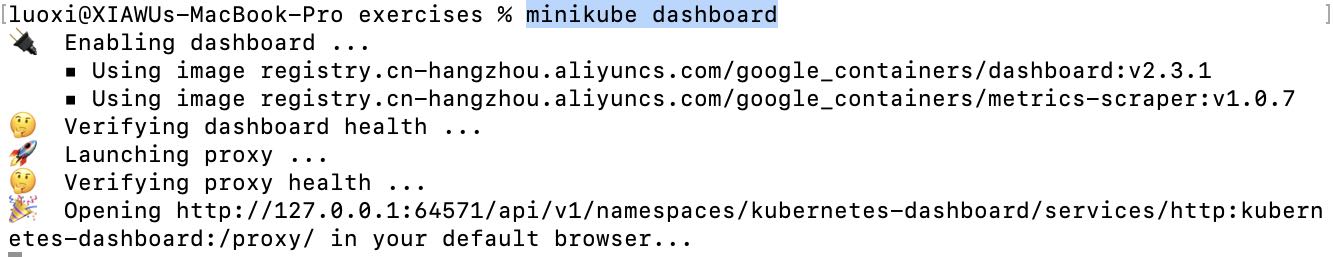 [luoxi@XIAWUs-MacBook-Pro exercises % minikube dashboard ]
🔌 Enabling dashboard ...
▪ Using image registry.cn-hangzhou.aliyuncs.com/google_containers/dashboard:v2.3.1
▪ Using image registry.cn-hangzhou.aliyuncs.com/google_containers/metrics-scraper:v1.0.7
🤔 Verifying dashboard health ...
🚀 Launching proxy ...
🤔 Verifying proxy health ...
🎉 Opening http://127.0.0.1:64571/api/v1/namespaces/kubernetes-dashboard/services/http:kubern
etes-dashboard:/proxy/ in your default browser...